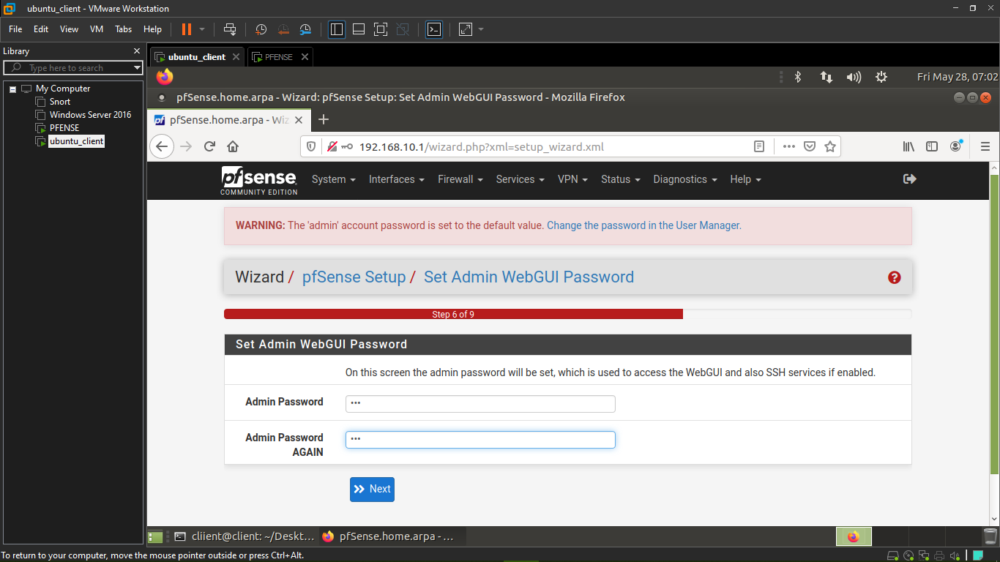 ubuntu_client - VMware Workstation
File Edit View VM Tabs Help
Library
Type here to search
My Computer
Snort
Windows Server 2016
PFENSE
ubuntu_client
ubuntu_client PFENSE
Fri May 28, 07:02
pfSense.home.arpa - Wizard: pfSense Setup: Set Admin WebGUI Password - Mozilla Firefox
pfSense.home.arpa - Wiz
192.168.10.1/wizard.php?xml=setup_wizard.xml
pfsense
COMMUNITY EDITION
System Interfaces Firewall Services VPN Status Diagnostics Help
WARNING: The 'admin' account password is set to the default value. Change the password in the User Manager.
Wizard / pfSense Setup / Set Admin WebGUI Password
Step 6 of 9
Set Admin WebGUI Password
On this screen the admin password will be set, which is used to access the WebGUI and also SSH services if enabled.
Admin Password •••
Admin Password •••
AGAIN
Next
cliient@client: ~/Deskt... pfSense.home.arpa - ...
To return to your computer, move the mouse pointer outside or press Ctrl+Alt.